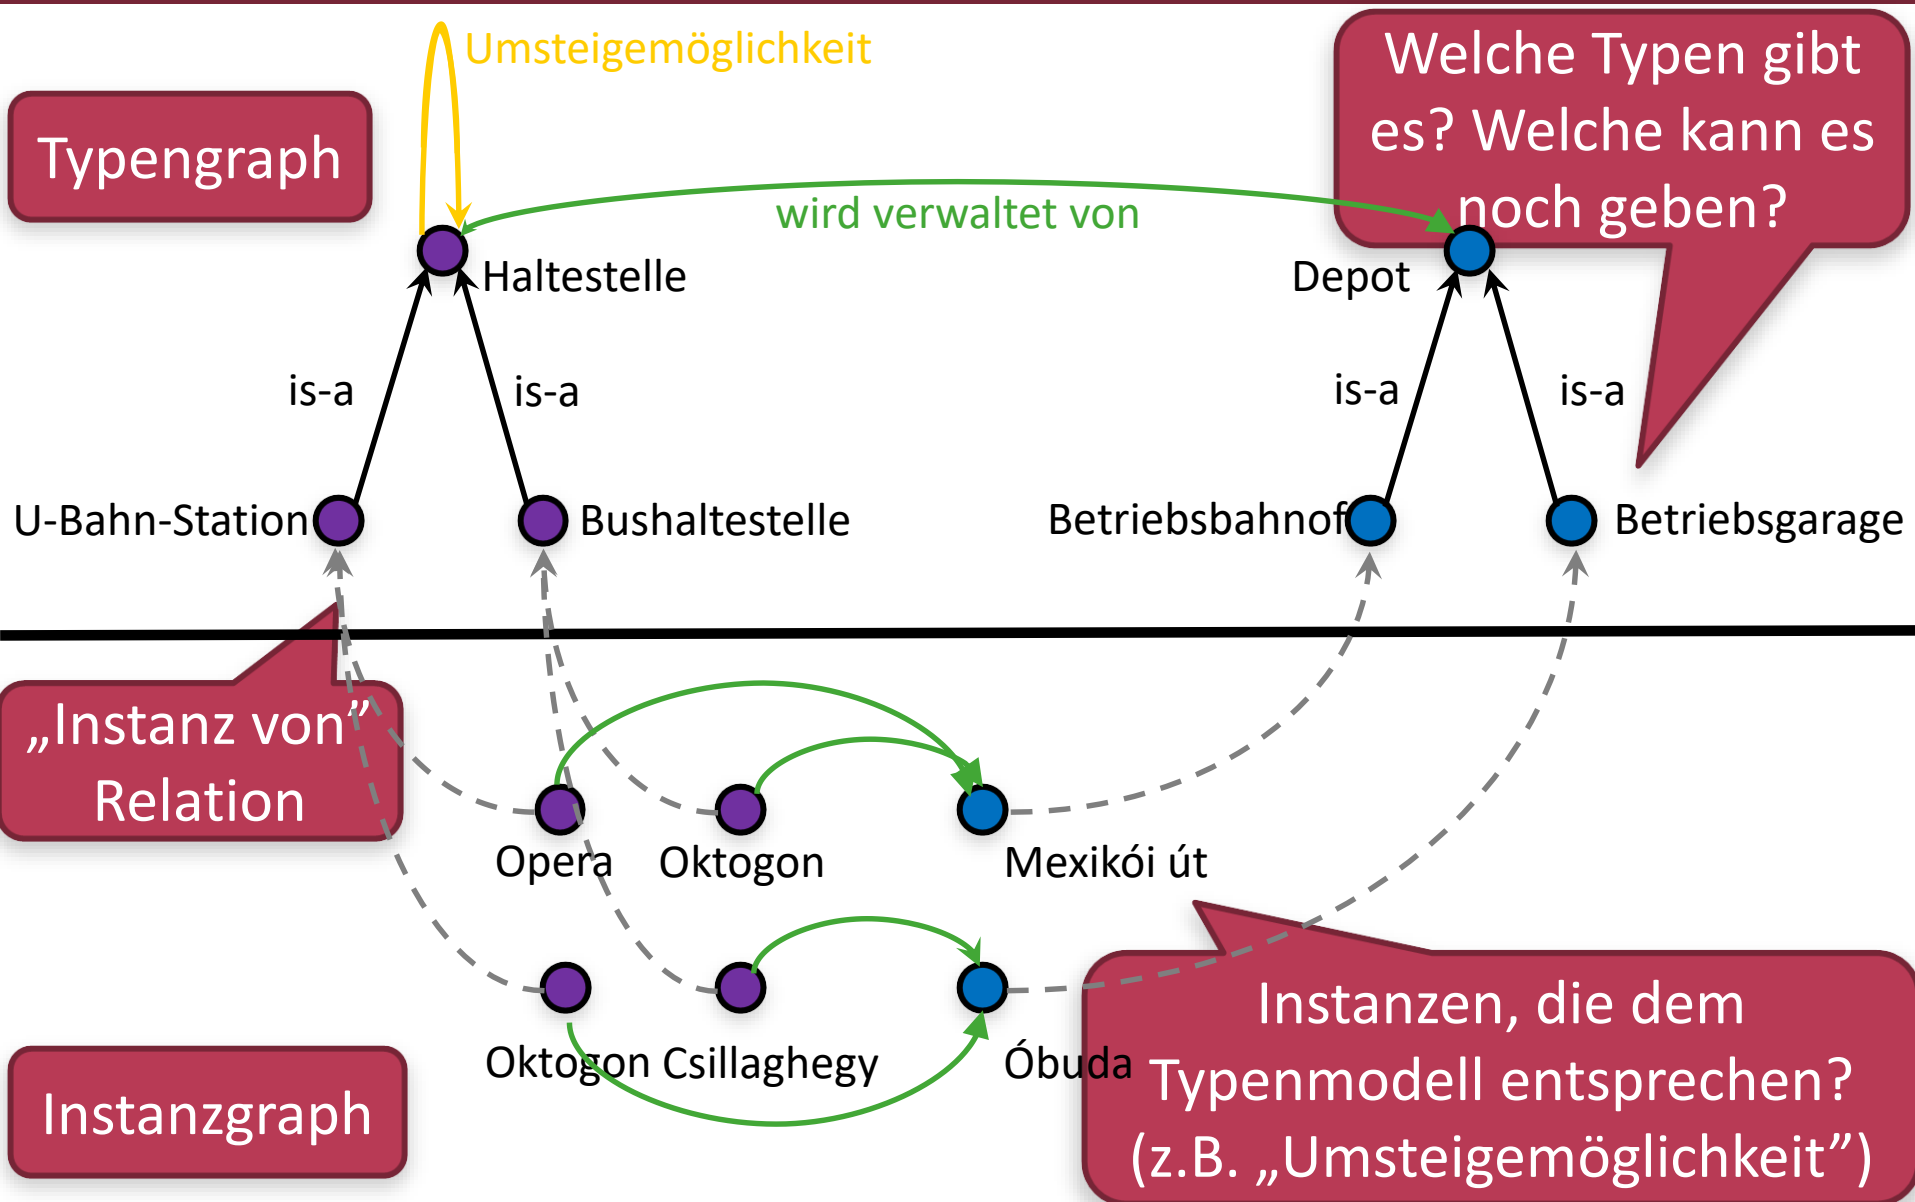 Umsteigemöglichkeit
Welche Typen gibt
es? Welche kann es
noch geben?
Typengraph
wird verwaltet von
Haltestelle
Depot
is-a
is-a
is-a
is-a
U-Bahn-Station
Bushaltestelle
Betriebsbahnof
Betriebsgarage
„Instanz von”
Relation
Opera
Oktogon
Mexikói út
Oktogon
Csillaghegy
Óbuda
Instanzgraph
Instanzen, die dem
Typenmodell entsprechen?
(z.B. „Umsteigemöglichkeit”)